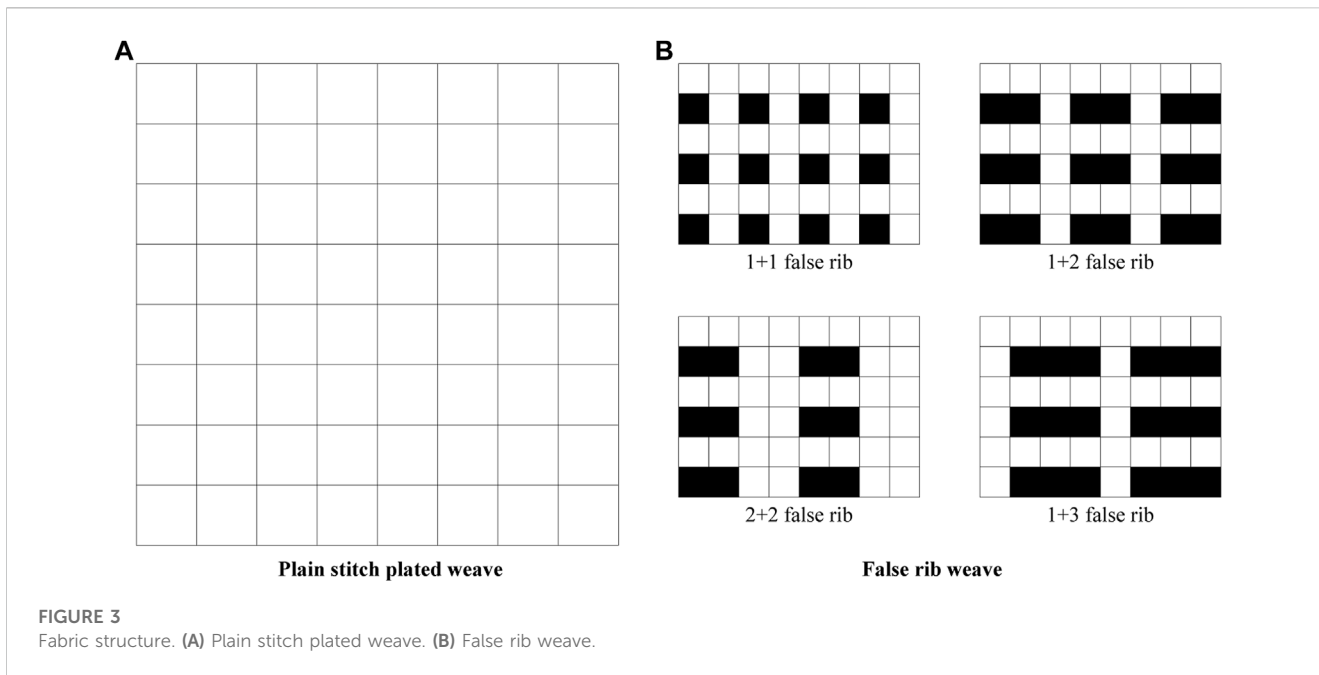 A
B
1+1 false rib
1+2 false rib
2+2 false rib
1+3 false rib
Plain stitch plated weave
False rib weave
FIGURE 3
Fabric structure. (A) Plain stitch plated weave. (B) False rib weave.